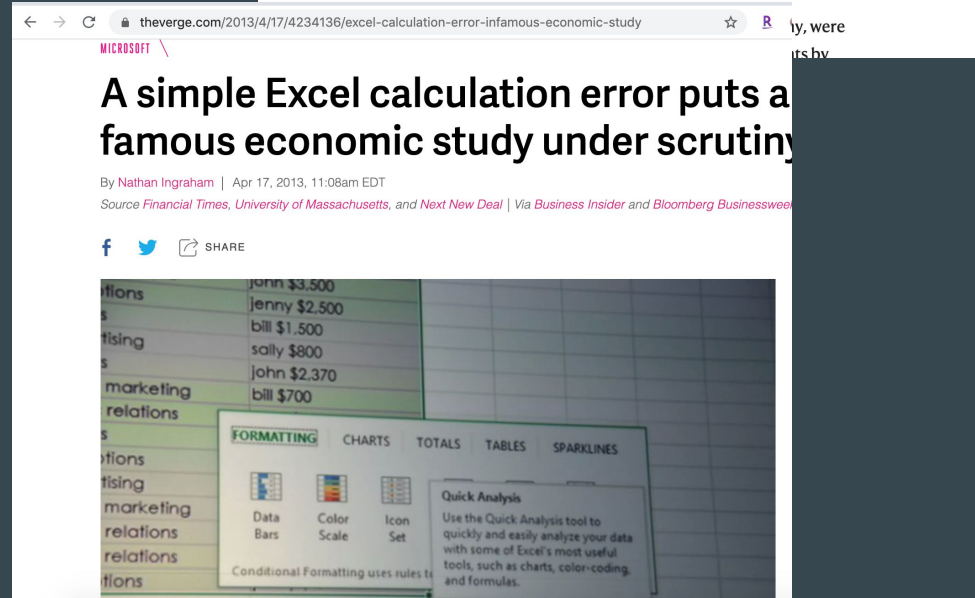 theverge.com/2013/4/17/4234136/excel-calculation-error-infamous-economic-study
R
were
by
MICROSOFT
A simple Excel calculation error puts a
famous economic study under scrutiny
By Nathan Ingraham | Apr 17, 2013, 11:08am EDT
Source Financial Times, University of Massachusetts, and Next New Deal | Via Business Insider and Bloomberg Businessweek
f
SHARE
john $3,500
jenny $2,500
bill $1,500
tising
sally $800
john $2,370
marketing
bill $700
relations
FORMATTING CHARTS TOTALS TABLES SPARKLINES
tions
tising
marketing
relations
relations
tions
Data Bars
Color Scale
Icon Set
Quick Analysis
Use the Quick Analysis tool to
quickly and easily analyze your data
with some of Excel's most useful
tools, such as charts, color-coding,
and formulas.
Conditional Formatting uses rules t